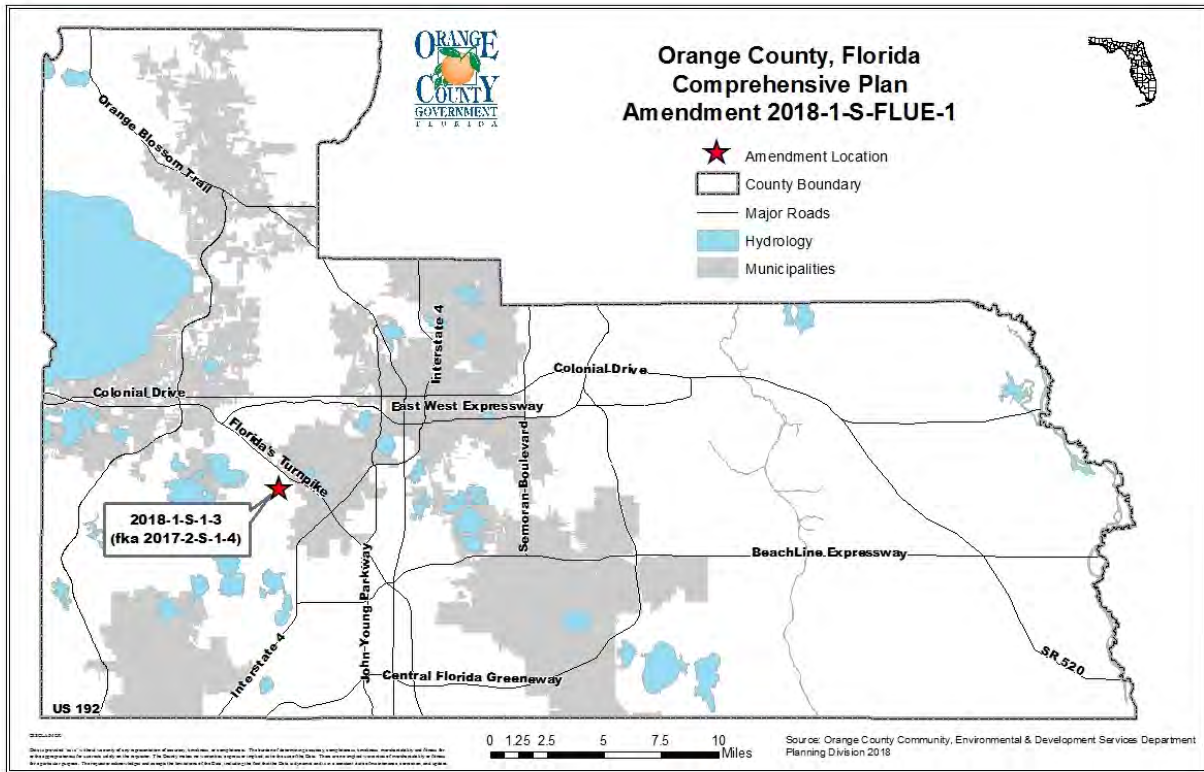 ORANGE
COUNTY
GOVERNMENT
FLORIDA
Orange County, Florida
Comprehensive Plan
Amendment 2018-1-S-FLUE-1
Amendment Location
County Boundary
Major Roads
Hydrology
Municipalities
Orange Blossom Trail
Interstate 4
Colonial Drive
Colonial Drive
East West Expressway
Florida's Turnpike
Semoran Boulevard
2018-1-S-1-3
(fka 2017-2-S-1-4)
BeachLine Expressway
John Young Parkway
Interstate 4
Central Florida Greeneway
SR 520
US 192
0 1.25 2.5 5 7.5 10
Miles
Source: Orange County Community, Environmental & Development Services Department
Planning Division 2018